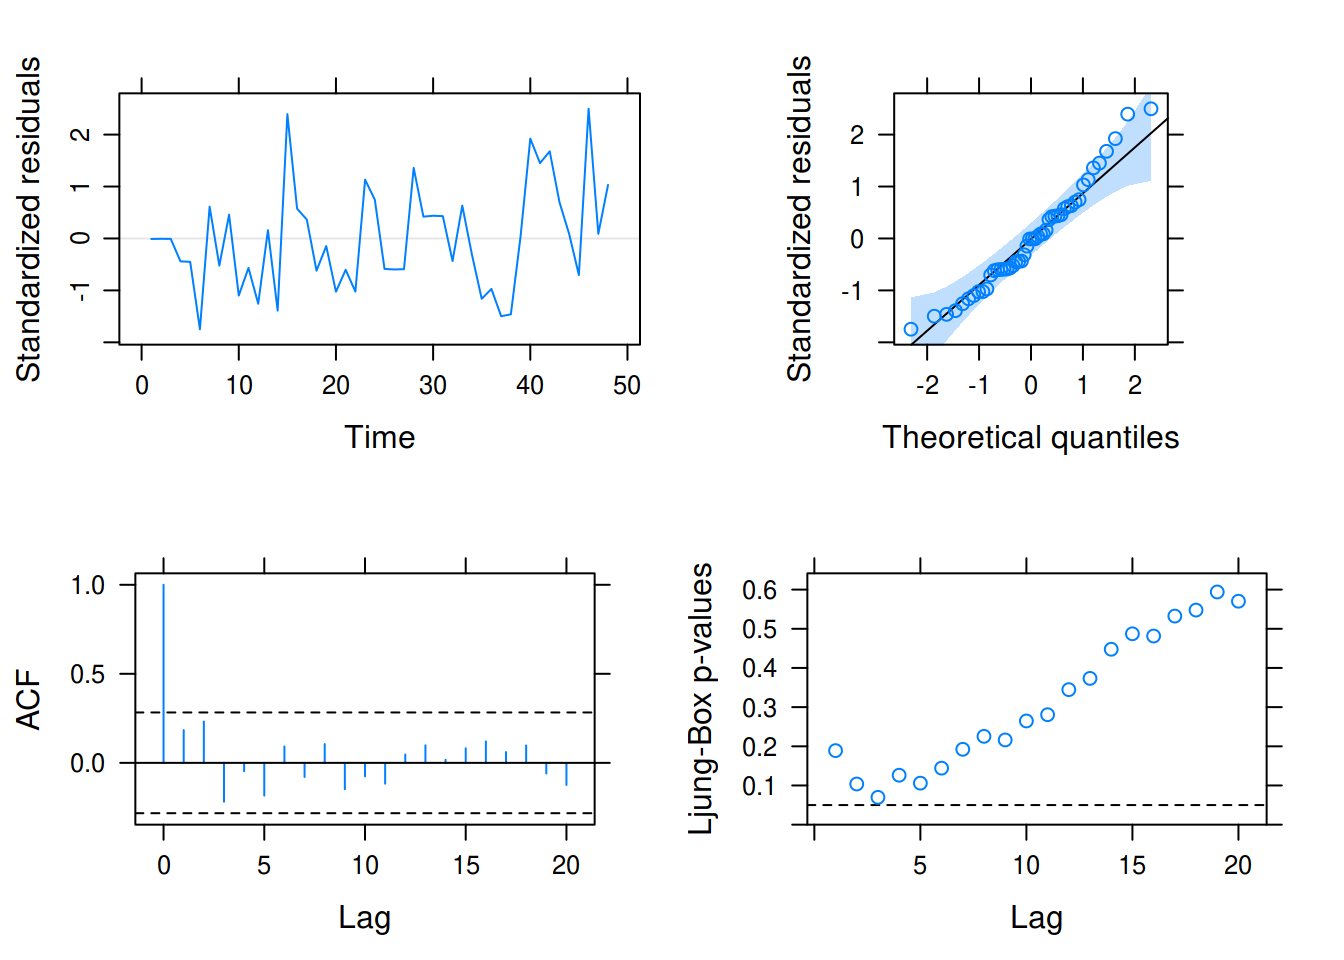 Standardized residuals
2
1
0
-1
0 10 20 30 40 50
Time
Standardized residuals
2
1
0
-1
-2 -1 0 1 2
Theoretical quantiles
ACF
1.0
0.5
0.0
0 5 10 15 20
Lag
Ljung-Box p-values
0.6
0.5
0.4
0.3
0.2
0.1
5 10 15 20
Lag